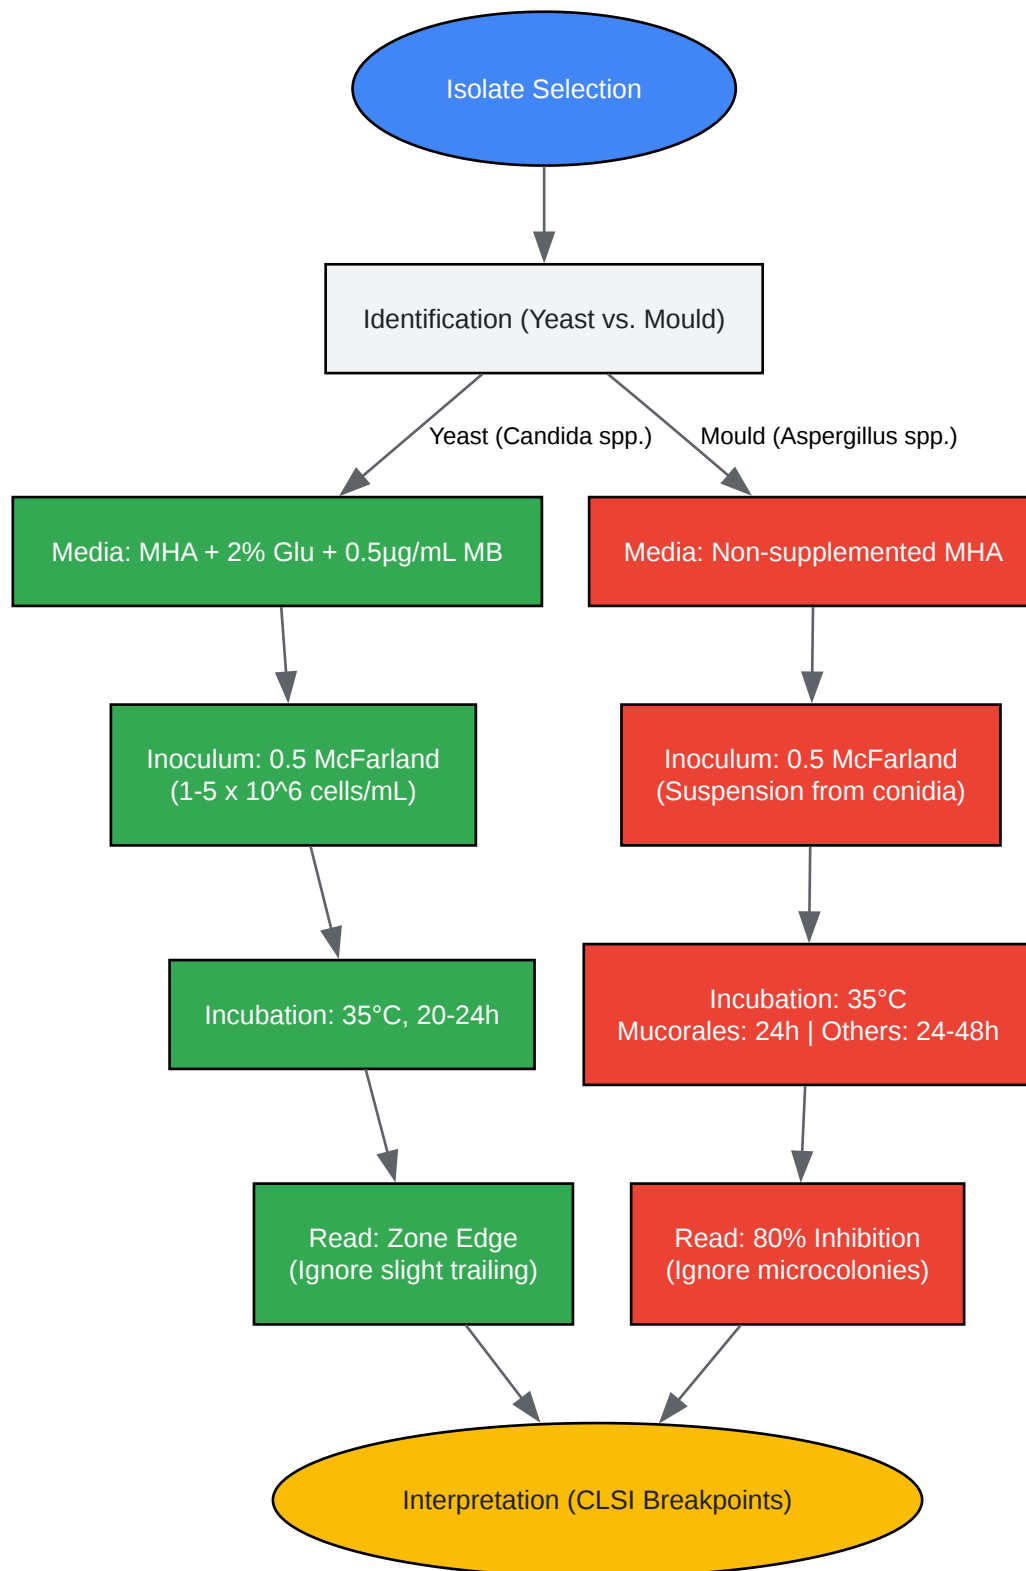 Isolate Selection
Identification (Yeast vs. Mould)
Yeast (Candida spp.)
Mould (Aspergillus spp.)
Media: MHA + 2% Glu + 0.5µg/mL MB
Media: Non-supplemented MHA
Inoculum: 0.5 McFarland
(1-5 x 10^6 cells/mL)
Inoculum: 0.5 McFarland
(Suspension from conidia)
Incubation: 35°C, 20-24h
Incubation: 35°C
Mucorales: 24h | Others: 24-48h
Read: Zone Edge
(Ignore slight trailing)
Read: 80% Inhibition
(Ignore microcolonies)
Interpretation (CLSI Breakpoints)